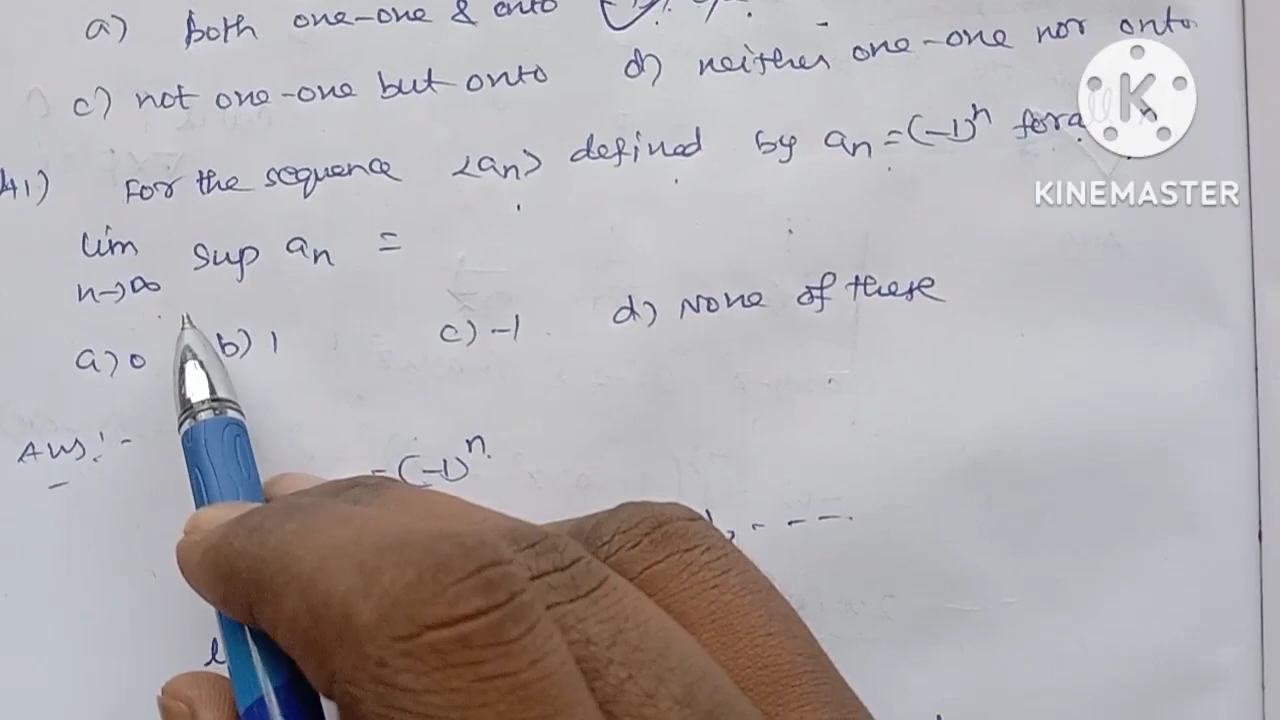 a) both one-one & onto
c) not one-one but onto d) neither one-one nor onto
41) For the sequence <an> defined by an = (-1)^n for all n
K
KINEMASTER
lim sup an =
n→∞
a) 0 b) 1 c) -1 d) None of these
Ans:-
= (-1)^n